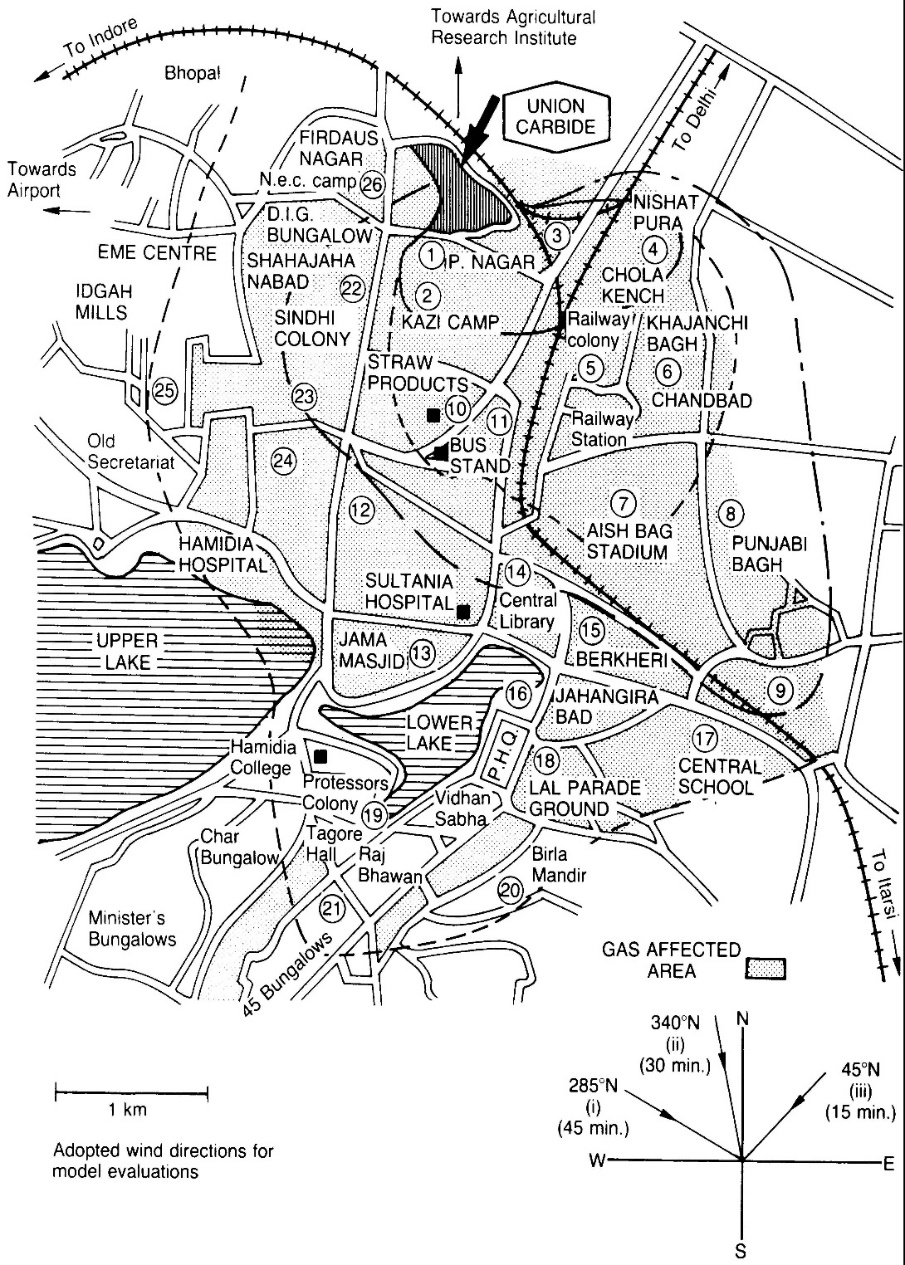 Towards Agricultural
Research Institute
To Indore
Bhopal
UNION
CARBIDE
To Delhi
FIRDAUS
NAGAR
N.e.c. camp
26
Towards
Airport
D.I.G.
BUNGALOW
NISHAT
PURA
3
4
EME CENTRE
SHAHAJAHA
NABAD
1
IP. NAGAR
CHOLA
KENCH
22
IDGAH
MILLS
2
KAZI CAMP
SINDHI
COLONY
Railway
colony
KHAJANCHI
BAGH
STRAW
PRODUCTS
5
6
25
23
10
11
CHANDBAD
Railway
Station
Old
Secretariat
BUS
STAND
24
12
7
8
AISH BAG
STADIUM
PUNJABI
BAGH
HAMIDIA
HOSPITAL
14
SULTANIA
HOSPITAL
Central
Library
UPPER
LAKE
15
JAMA
MASJID
13
BERKHERI
16
9
JAHANGIRA
BAD
LOWER
LAKE
17
Hamidia
College
P.H.Q.
18
CENTRAL
SCHOOL
Protessors
Colony
LAL PARADE
GROUND
19
Vidhan
Sabha
Char
Bungalow
Tagore
Hall
Raj
Bhawan
Birla
Mandir
20
To Itarsi
21
Minister's
Bungalows
45 Bungalows
GAS AFFECTED
AREA
340°N
(ii)
(30 min.)
N
285°N
(i)
(45 min.)
45°N
(iii)
(15 min.)
1 km
Adopted wind directions for
model evaluations
W
E
S